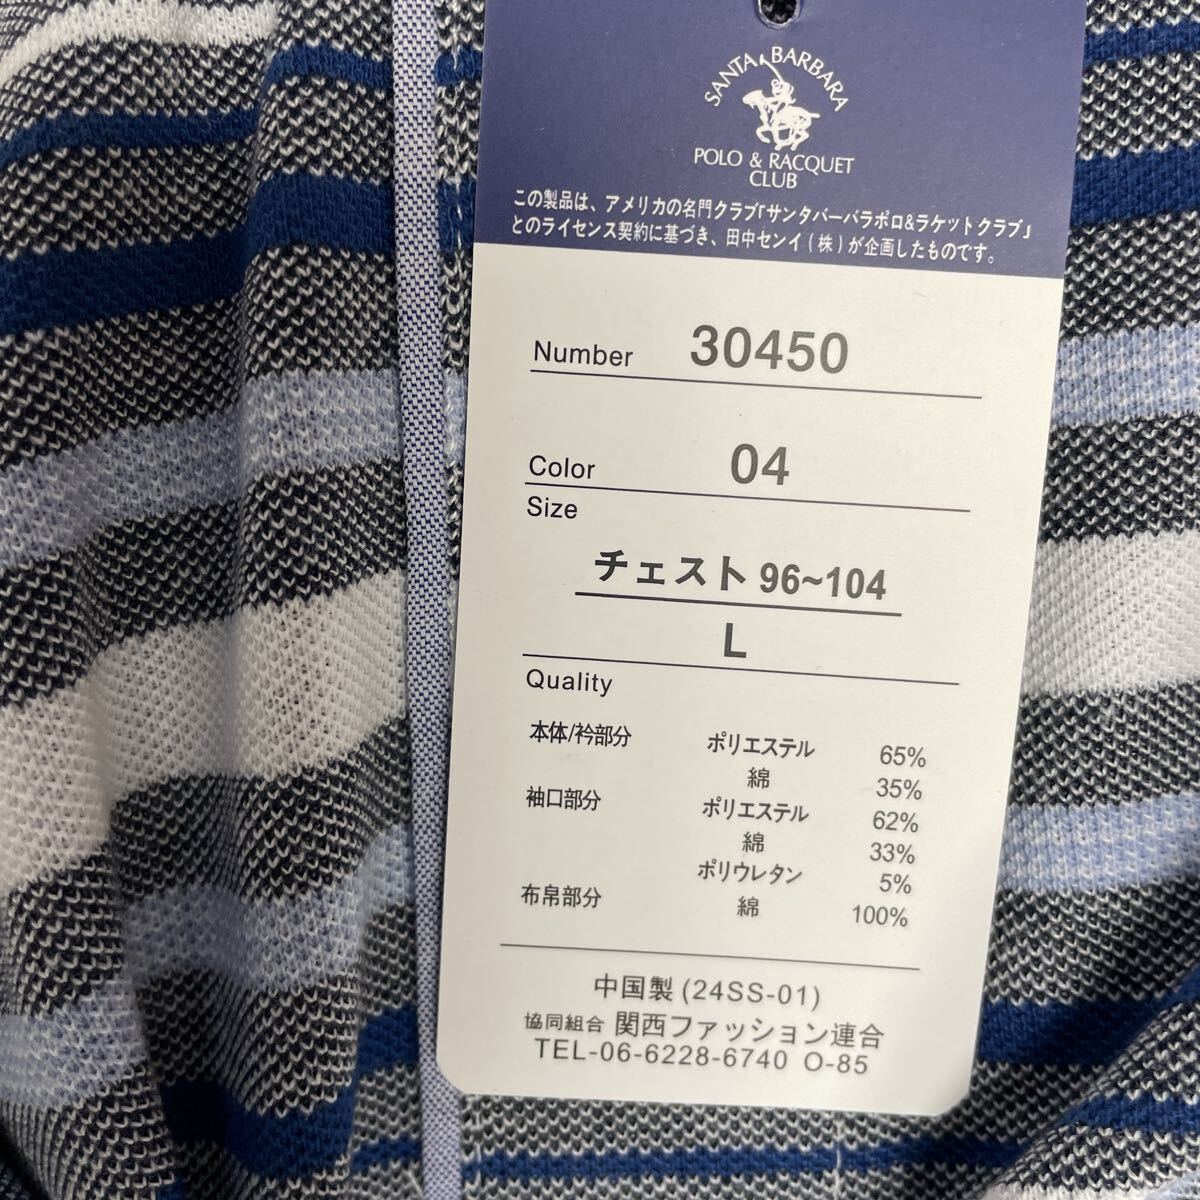 SANTA BARBARA
POLO & RACQUET
CLUB
この製品は、アメリカの名門クラブ「サンタバーバラポロ&ラケットクラブ」
とのライセンス契約に基づき、田中センイ(株)が企画したものです。
Number 30450
Color 04
Size
チェスト 96~104
L
Quality
本体/衿部分 ポリエステル 65%
綿 35%
袖口部分 ポリエステル 62%
綿 33%
ポリウレタン 5%
布帛部分 綿 100%
中国製 (24SS-01)
協同組合 関西ファッション連合
TEL-06-6228-6740 O-85